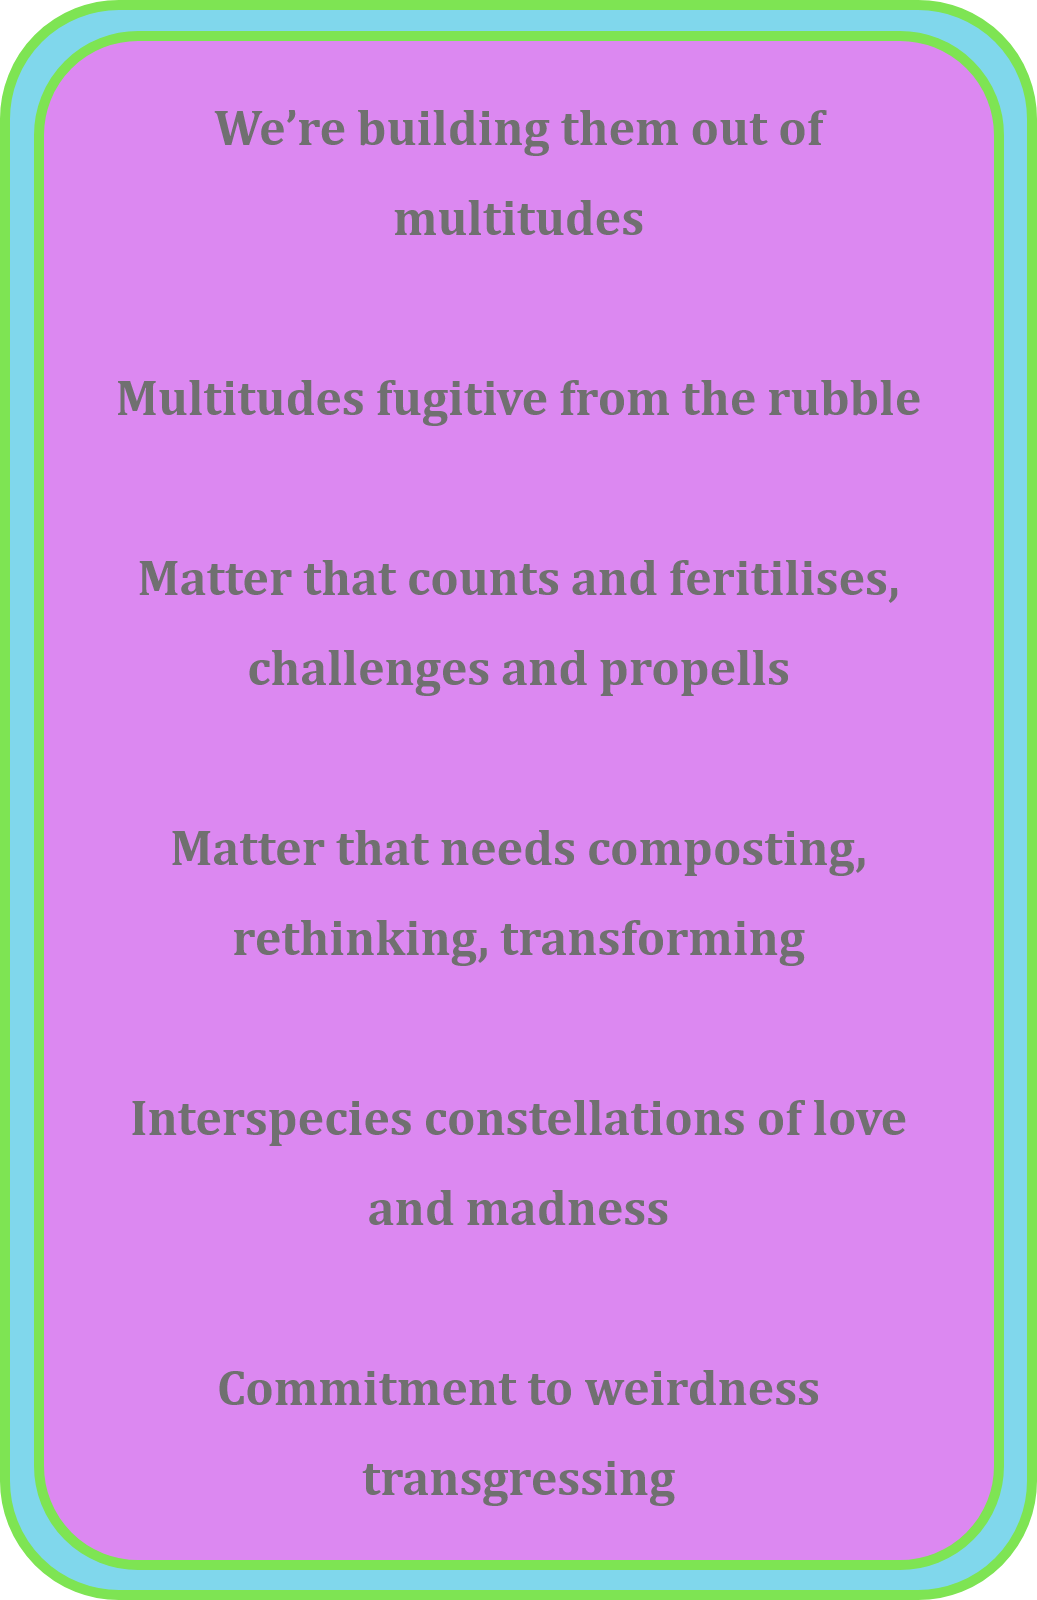 We’re building them out of
multitudes
Multitudes fugitive from the rubble
Matter that counts and feritilises,
challenges and propells
Matter that needs composting,
rethinking, transforming
Interspecies constellations of love
and madness
Commitment to weirdness
transgressing